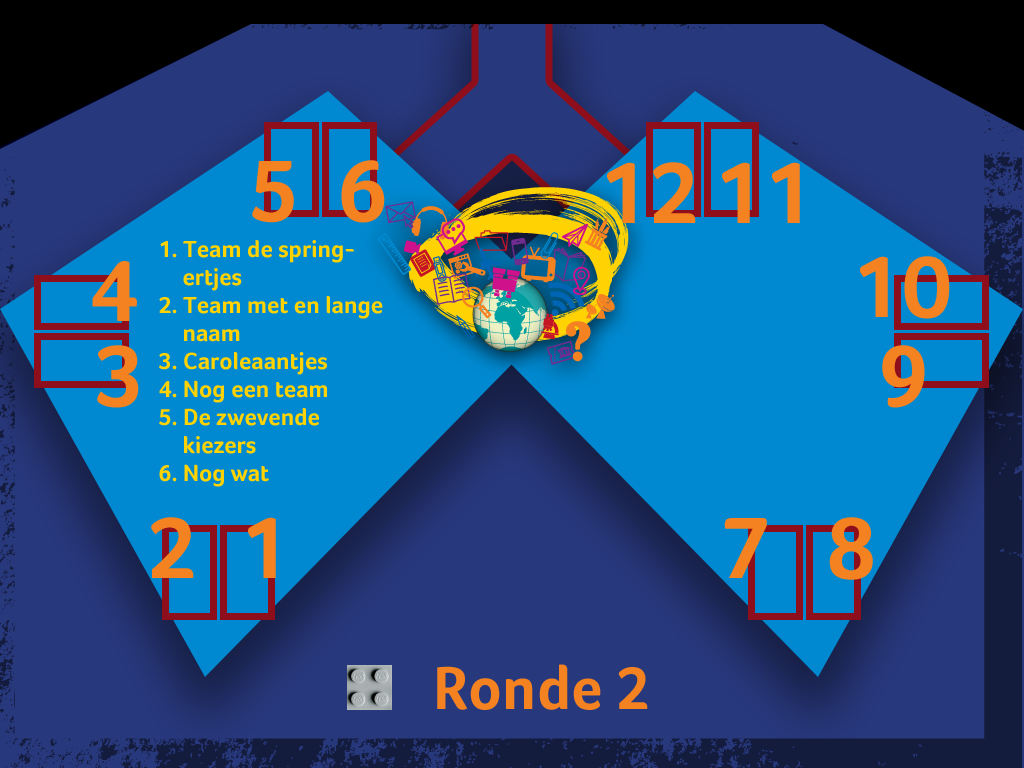 5 6
12 11
1. Team de spring-
ertjes
2. Team met en lange
naam
3. Caroleaantjes
4. Nog een team
5. De zwevende
kiezers
6. Nog wat
4
3
10
9
2 1
7 8
?
Ronde 2